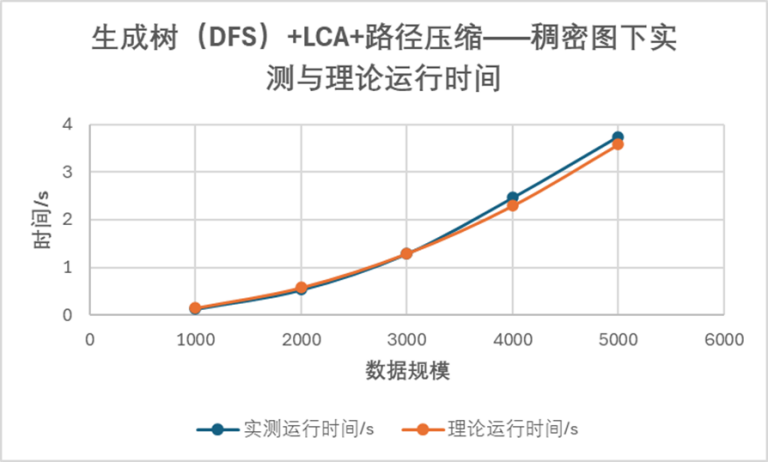 生成树（DFS）+LCA+路径压缩——稠密图下实
测与理论运行时间
4
3
2
1
0
时间/s
0 1000 2000 3000 4000 5000 6000
数据规模
实测运行时间/s 理论运行时间/s